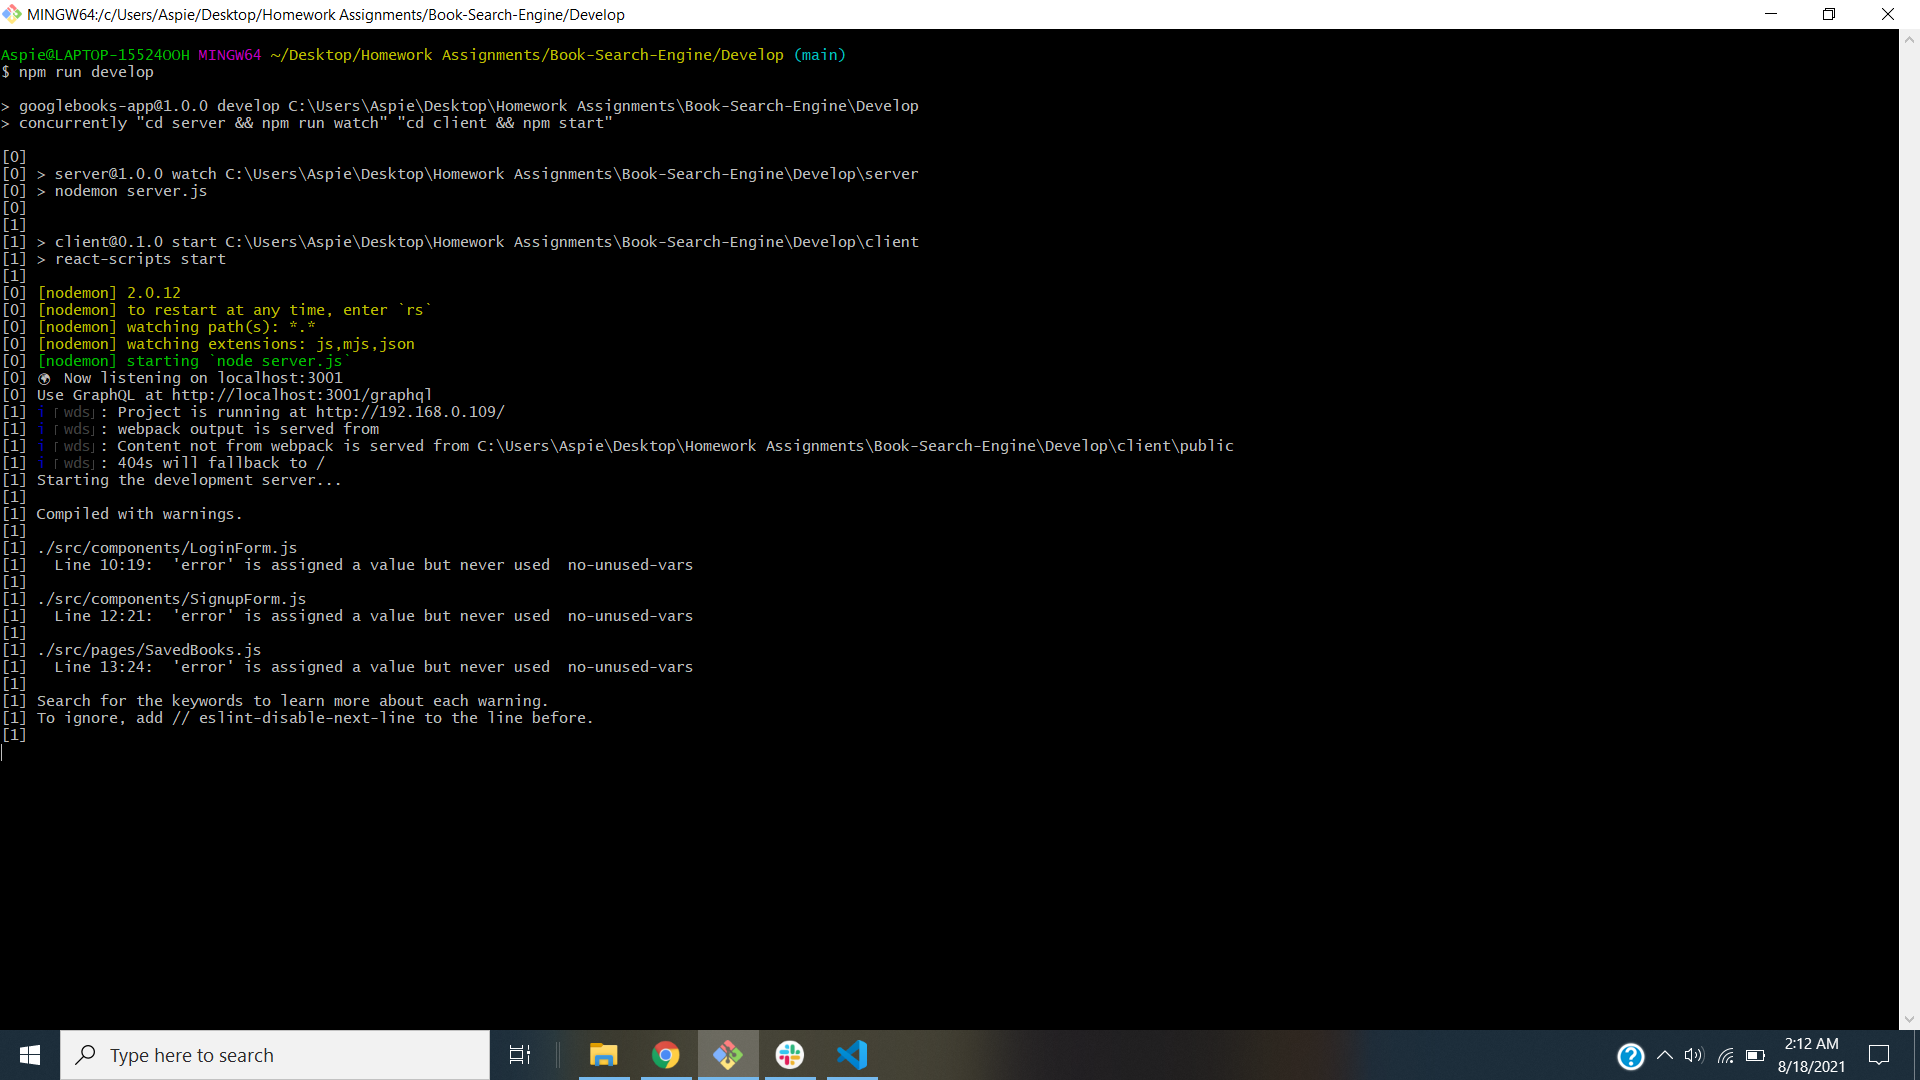 MINGW64:/c/Users/Aspie/Desktop/Homework Assignments/Book-Search-Engine/Develop
Aspie@LAPTOP-15524OOH MINGW64 ~/Desktop/Homework Assignments/Book-Search-Engine/Develop (main)
$ npm run develop
> googlebooks-app@1.0.0 develop C:\Users\Aspie\Desktop\Homework Assignments\Book-Search-Engine\Develop
> concurrently "cd server && npm run watch" "cd client && npm start"
[0]
[0] > server@1.0.0 watch C:\Users\Aspie\Desktop\Homework Assignments\Book-Search-Engine\Develop\server
[0] > nodemon server.js
[0]
[1]
[1] > client@0.1.0 start C:\Users\Aspie\Desktop\Homework Assignments\Book-Search-Engine\Develop\client
[1] > react-scripts start
[1]
[0] [nodemon] 2.0.12
[0] [nodemon] to restart at any time, enter `rs`
[0] [nodemon] watching path(s): *.*
[0] [nodemon] watching extensions: js,mjs,json
[0] [nodemon] starting `node server.js`
[0] 🌍 Now listening on localhost:3001
[0] Use GraphQL at http://localhost:3001/graphql
[1] i ｢wds｣: Project is running at http://192.168.0.109/
[1] i ｢wds｣: webpack output is served from
[1] i ｢wds｣: Content not from webpack is served from C:\Users\Aspie\Desktop\Homework Assignments\Book-Search-Engine\Develop\client\public
[1] i ｢wds｣: 404s will fallback to /
[1] Starting the development server...
[1]
[1] Compiled with warnings.
[1]
[1] ./src/components/LoginForm.js
[1]   Line 10:19:  'error' is assigned a value but never used  no-unused-vars
[1]
[1] ./src/components/SignupForm.js
[1]   Line 12:21:  'error' is assigned a value but never used  no-unused-vars
[1]
[1] ./src/pages/SavedBooks.js
[1]   Line 13:24:  'error' is assigned a value but never used  no-unused-vars
[1]
[1] Search for the keywords to learn more about each warning.
[1] To ignore, add // eslint-disable-next-line to the line before.
[1]
Type here to search
2:12 AM
8/18/2021